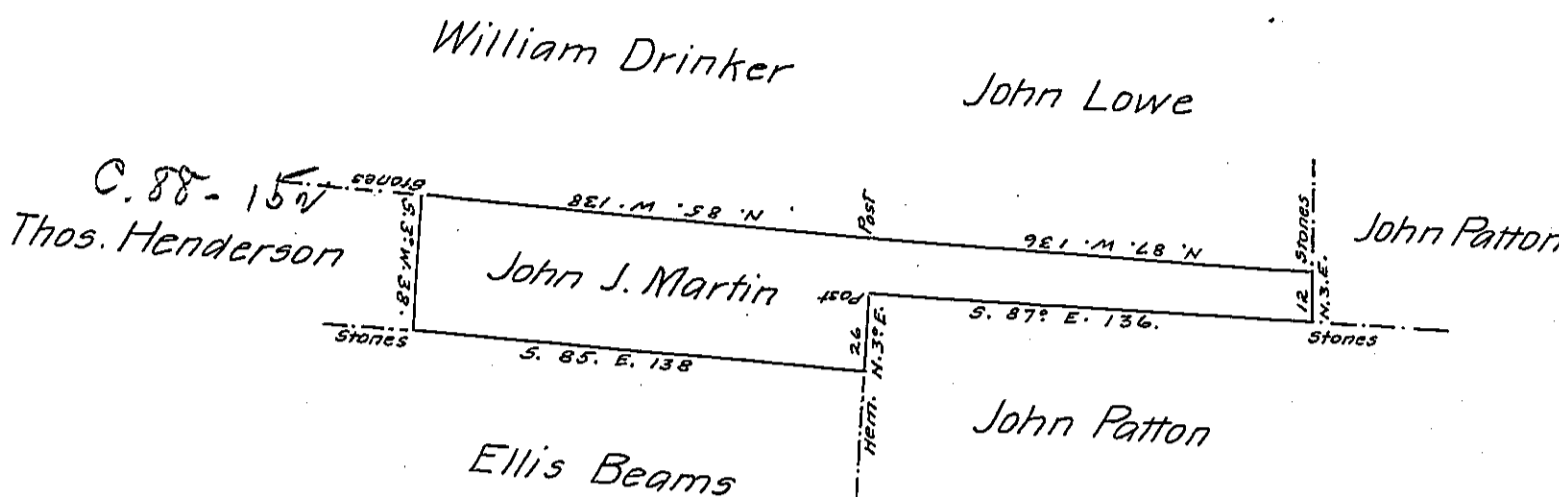 William Drinker
John Lowe
C. 88-152
Stones
N. 85. W. 138
Post
N. 87. W. 136
Stones
John Patton
Thos. Henderson
S. 3° W. 38.
John J. Martin
Post
S. 87° E. 136.
12
N. 3. E.
Stones
Stones
S. 85. E. 138
26
N. 3° E.
Hem.
John Patton
Ellis Beams